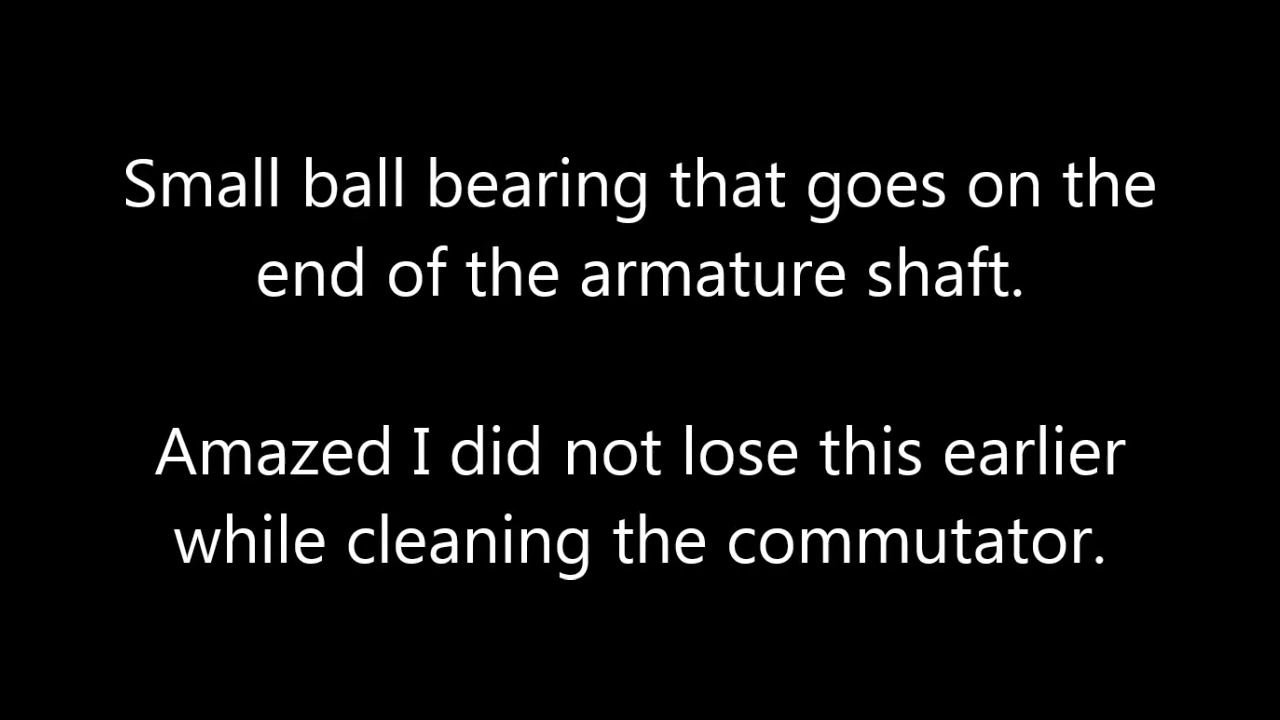 Small ball bearing that goes on the
end of the armature shaft.
Amazed I did not lose this earlier
while cleaning the commutator.